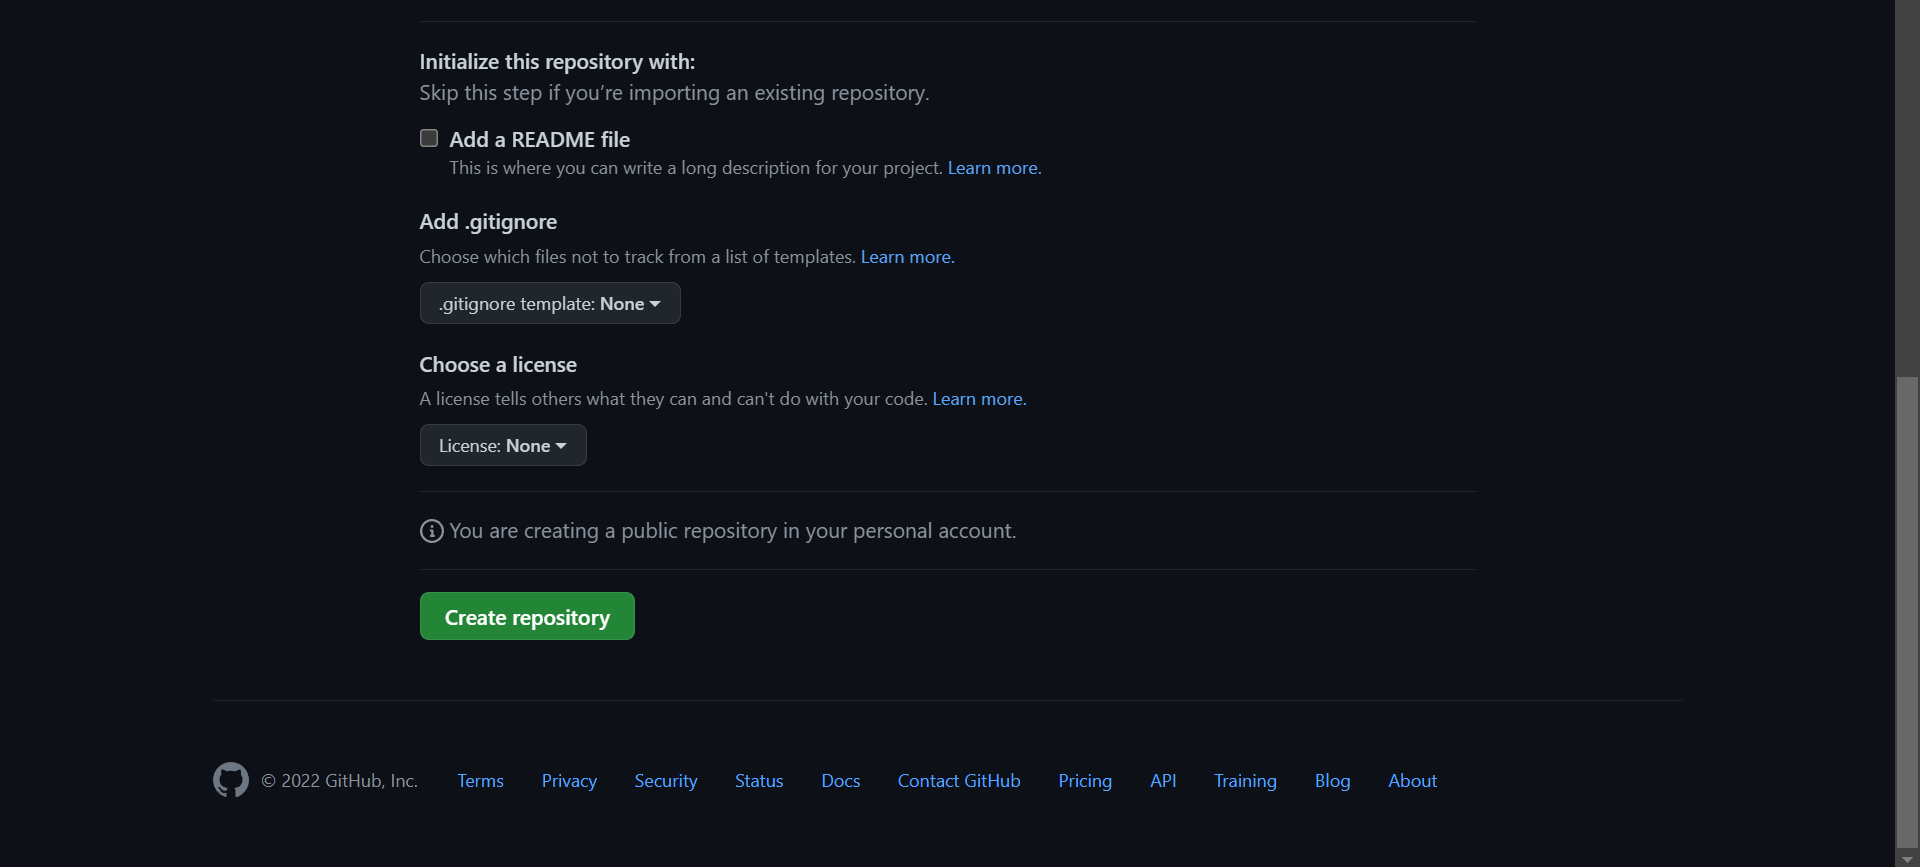 Initialize this repository with:
Skip this step if you’re importing an existing repository.
Add a README file
This is where you can write a long description for your project. Learn more.
Add .gitignore
Choose which files not to track from a list of templates. Learn more.
.gitignore template: None
Choose a license
A license tells others what they can and can't do with your code. Learn more.
License: None
You are creating a public repository in your personal account.
Create repository
© 2022 GitHub, Inc. Terms Privacy Security Status Docs Contact GitHub Pricing API Training Blog About